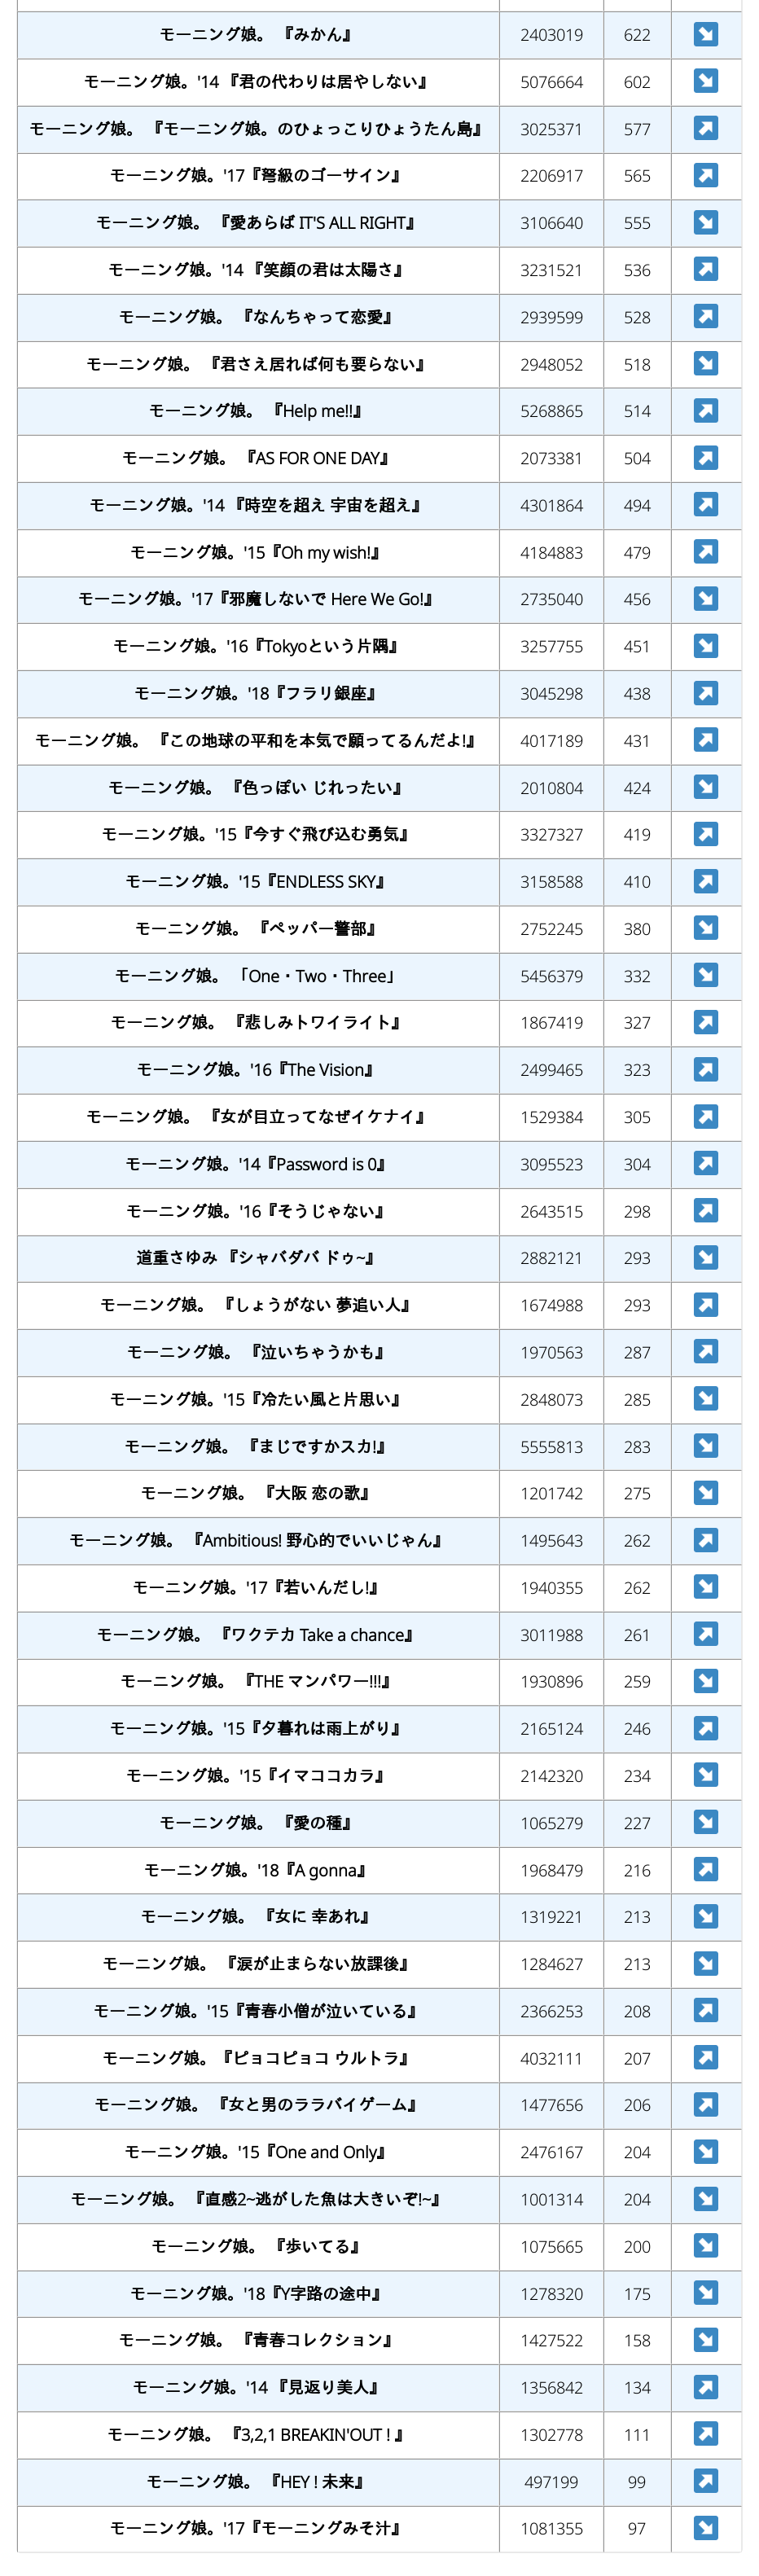 モーニング娘。 『みかん』 2403019 622 ↘
モーニング娘。'14 『君の代わりは居やしない』 5076664 602 ↘
モーニング娘。 『モーニング娘。のひょっこりひょうたん島』 3025371 577 ↗
モーニング娘。'17『弩級のゴーサイン』 2206917 565 ↗
モーニング娘。 『愛あらば IT'S ALL RIGHT』 3106640 555 ↘
モーニング娘。'14 『笑顔の君は太陽さ』 3231521 536 ↗
モーニング娘。 『なんちゃって恋愛』 2939599 528 ↗
モーニング娘。 『君さえ居れば何も要らない』 2948052 518 ↘
モーニング娘。 『Help me!!』 5268865 514 ↗
モーニング娘。 『AS FOR ONE DAY』 2073381 504 ↗
モーニング娘。'14 『時空を超え 宇宙を超え』 4301864 494 ↗
モーニング娘。'15『Oh my wish!』 4184883 479 ↗
モーニング娘。'17『邪魔しないで Here We Go!』 2735040 456 ↘
モーニング娘。'16『Tokyoという片隅』 3257755 451 ↘
モーニング娘。'18『フラリ銀座』 3045298 438 ↗
モーニング娘。 『この地球の平和を本気で願ってるんだよ!』 4017189 431 ↗
モーニング娘。 『色っぽい じれったい』 2010804 424 ↘
モーニング娘。'15『今すぐ飛び込む勇気』 3327327 419 ↗
モーニング娘。'15『ENDLESS SKY』 3158588 410 ↗
モーニング娘。 『ペッパー警部』 2752245 380 ↘
モーニング娘。 「One・Two・Three」 5456379 332 ↘
モーニング娘。 『悲しみトワイライト』 1867419 327 ↗
モーニング娘。'16『The Vision』 2499465 323 ↗
モーニング娘。 『女が目立ってなぜイケナイ』 1529384 305 ↗
モーニング娘。'14『Password is 0』 3095523 304 ↗
モーニング娘。'16『そうじゃない』 2643515 298 ↗
道重さゆみ 『シャバダバ ドゥ~』 2882121 293 ↘
モーニング娘。 『しょうがない 夢追い人』 1674988 293 ↗
モーニング娘。 『泣いちゃうかも』 1970563 287 ↗
モーニング娘。'15『冷たい風と片思い』 2848073 285 ↘
モーニング娘。 『まじですかスカ!』 5555813 283 ↘
モーニング娘。 『大阪 恋の歌』 1201742 275 ↘
モーニング娘。 『Ambitious! 野心的でいいじゃん』 1495643 262 ↗
モーニング娘。'17『若いんだし!』 1940355 262 ↘
モーニング娘。 『ワクテカ Take a chance』 3011988 261 ↗
モーニング娘。 『THE マンパワー!!!』 1930896 259 ↘
モーニング娘。'15『夕暮れは雨上がり』 2165124 246 ↗
モーニング娘。'15『イマココカラ』 2142320 234 ↘
モーニング娘。 『愛の種』 1065279 227 ↘
モーニング娘。'18『A gonna』 1968479 216 ↗
モーニング娘。 『女に 幸あれ』 1319221 213 ↘
モーニング娘。 『涙が止まらない放課後』 1284627 213 ↘
モーニング娘。'15『青春小僧が泣いている』 2366253 208 ↗
モーニング娘。『ピョコピョコ ウルトラ』 4032111 207 ↗
モーニング娘。 『女と男のララバイゲーム』 1477656 206 ↗
モーニング娘。'15『One and Only』 2476167 204 ↘
モーニング娘。 『直感2~逃がした魚は大きいぞ!~』 1001314 204 ↘
モーニング娘。 『歩いてる』 1075665 200 ↘
モーニング娘。'18『Y字路の途中』 1278320 175 ↘
モーニング娘。 『青春コレクション』 1427522 158 ↘
モーニング娘。'14 『見返り美人』 1356842 134 ↗
モーニング娘。 『3,2,1 BREAKIN'OUT ! 』 1302778 111 ↗
モーニング娘。 『HEY ! 未来』 497199 99 ↗
モーニング娘。'17『モーニングみそ汁』 1081355 97 ↘